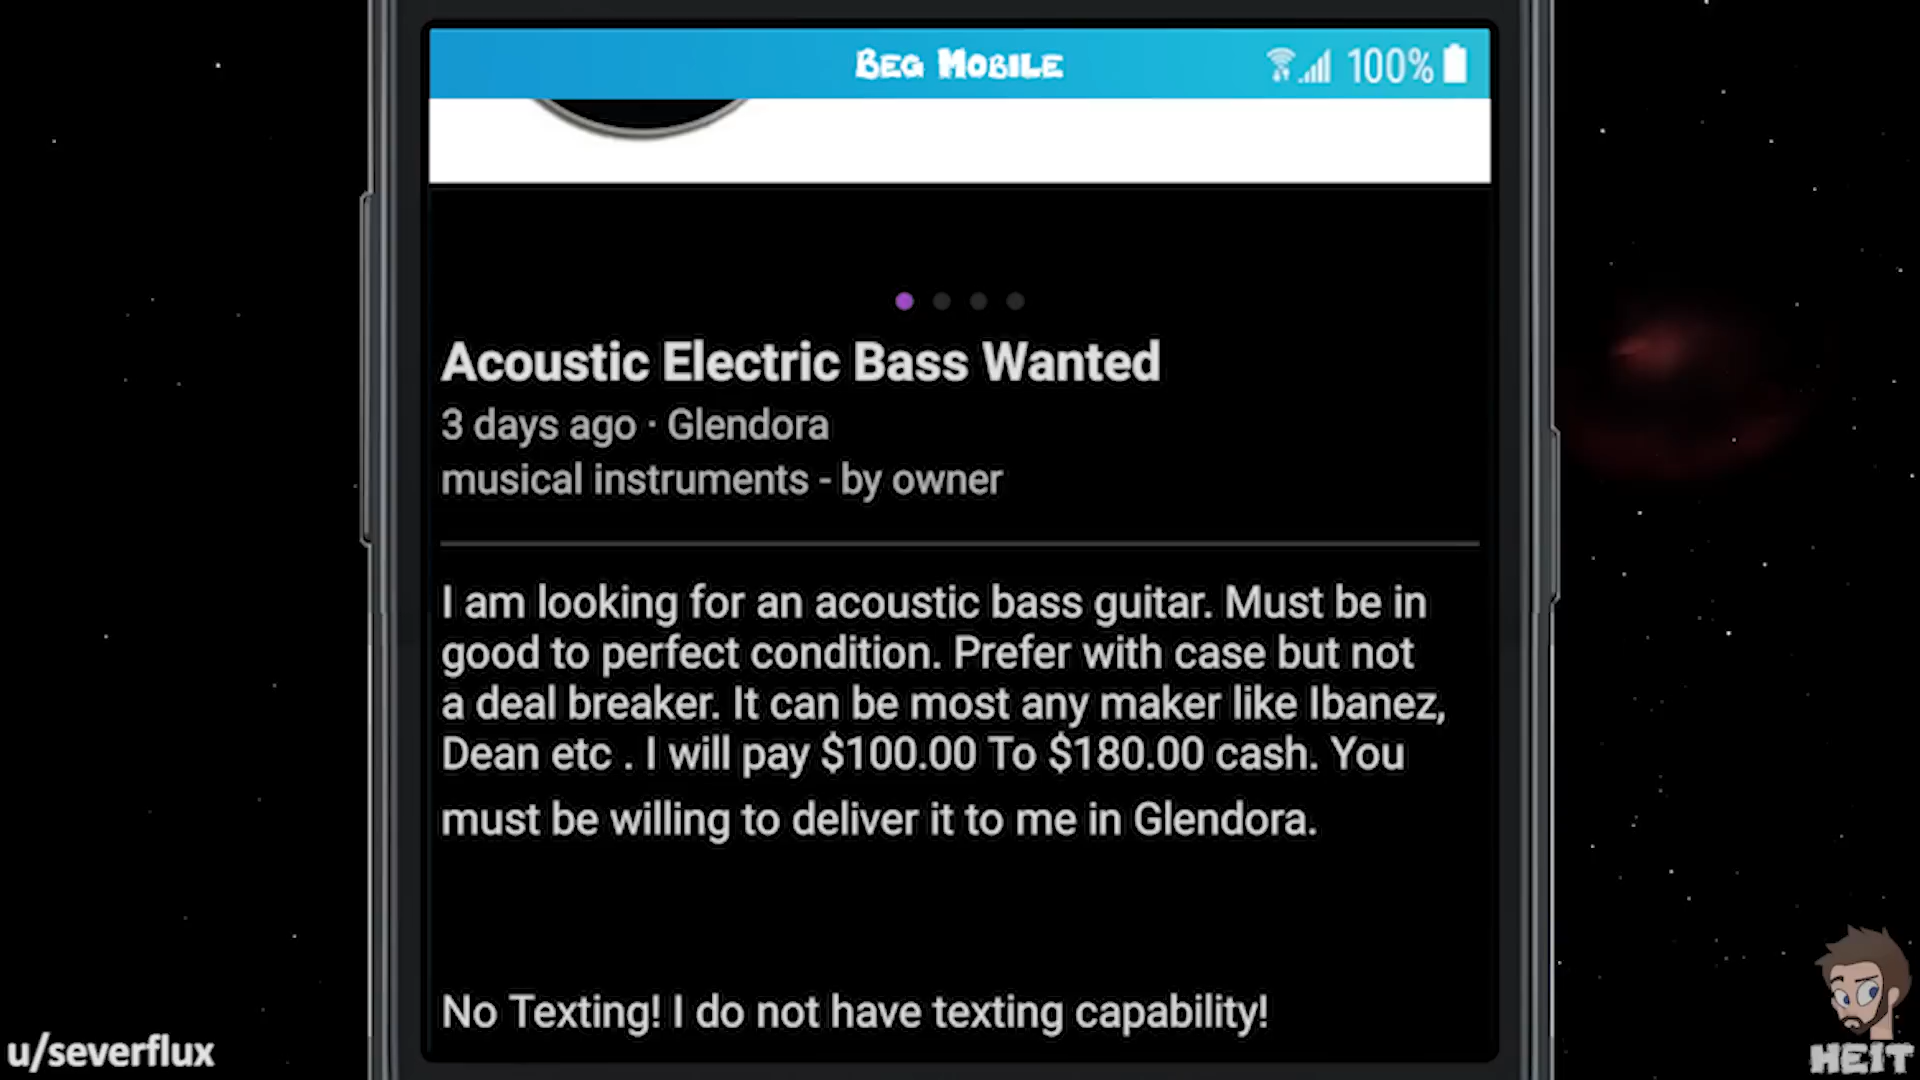 BEG MOBILE
100%
Acoustic Electric Bass Wanted
3 days ago · Glendora
musical instruments - by owner
I am looking for an acoustic bass guitar. Must be in
good to perfect condition. Prefer with case but not
a deal breaker. It can be most any maker like Ibanez,
Dean etc . I will pay $100.00 To $180.00 cash. You
must be willing to deliver it to me in Glendora.
No Texting! I do not have texting capability!
u/severflux
HEIT